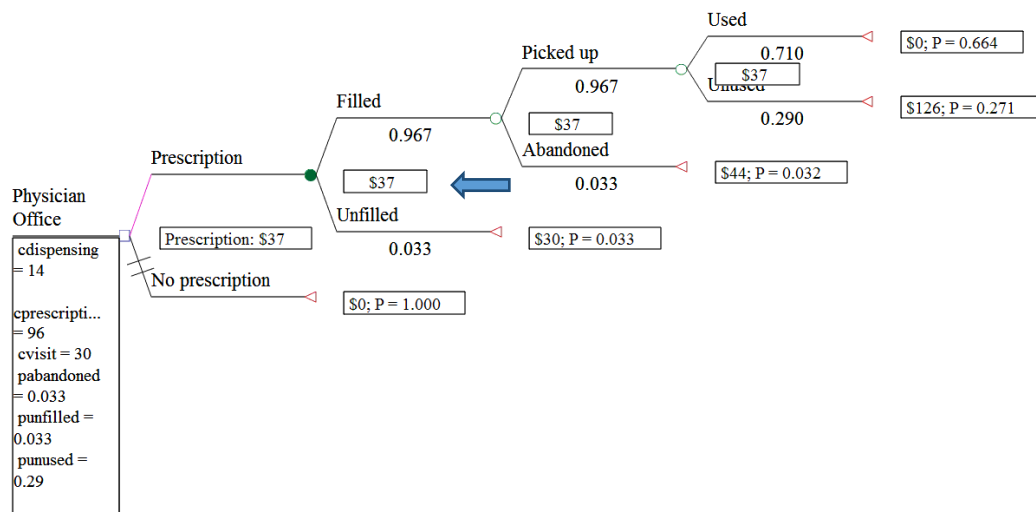 Used
$0; P = 0.664
0.710
Picked up
$37
Unused
0.967
$126; P = 0.271
Filled
0.290
0.967
$37
Abandoned
Prescription
0.033
$44; P = 0.032
$37
Physician
Office
Unfilled
Prescription: $37
0.033
$30; P = 0.033
No prescription
$0; P = 1.000
cdispensing
= 14
cprescripti...
= 96
cvisit = 30
pabandoned
= 0.033
punfilled =
0.033
punused =
0.29